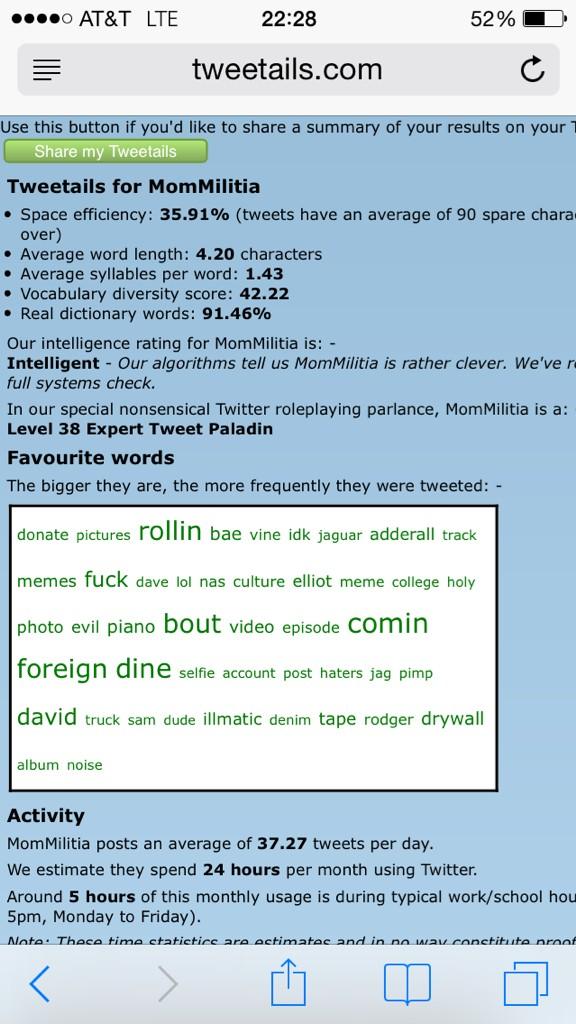 AT&T LTE 22:28 52%
tweetails.com
Use this button if you'd like to share a summary of your results on your T
Share my Tweetails
Tweetails for MomMilitia
• Space efficiency: 35.91% (tweets have an average of 90 spare chara
over)
• Average word length: 4.20 characters
• Average syllables per word: 1.43
• Vocabulary diversity score: 42.22
• Real dictionary words: 91.46%
Our intelligence rating for MomMilitia is: -
Intelligent - Our algorithms tell us MomMilitia is rather clever. We've r
full systems check.
In our special nonsensical Twitter roleplaying parlance, MomMilitia is a:
Level 38 Expert Tweet Paladin
Favourite words
The bigger they are, the more frequently they were tweeted: -
donate pictures rollin bae vine idk jaguar adderall track
memes fuck dave lol nas culture elliot meme college holy
photo evil piano bout video episode comin
foreign dine selfie account post haters jag pimp
david truck sam dude illmatic denim tape rodger drywall
album noise
Activity
MomMilitia posts an average of 37.27 tweets per day.
We estimate they spend 24 hours per month using Twitter.
Around 5 hours of this monthly usage is during typical work/school hou
5pm, Monday to Friday).
Note: These time statistics are estimates and in no way constitute proof